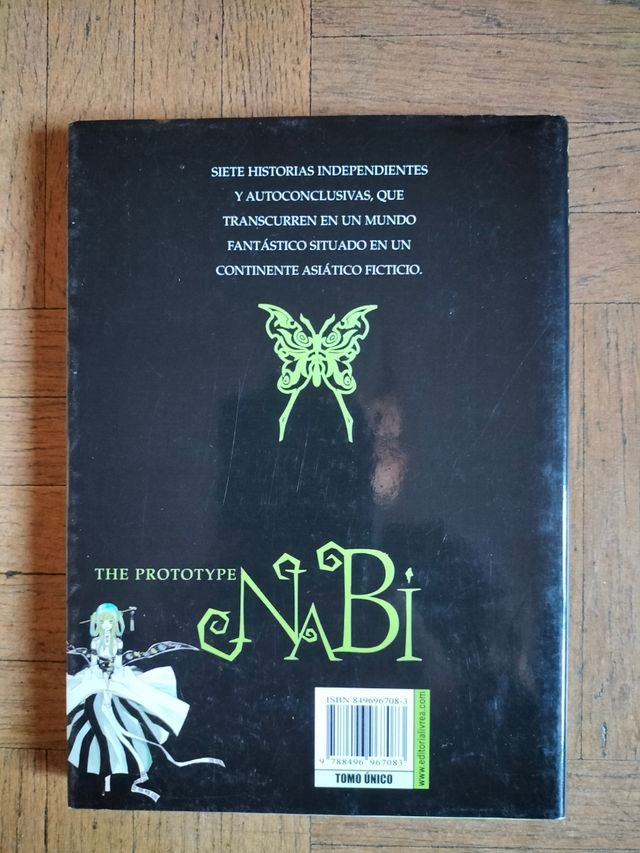 SIETE HISTORIAS INDEPENDIENTES
Y AUTOCONCLUSIVAS, QUE
TRANSCURREN EN UN MUNDO
FANTÁSTICO SITUADO EN UN
CONTINENTE ASIÁTICO FICTICIO.
THE PROTOTYPE
NABi
ISBN 849696708-3
9 788496 967083
TOMO ÚNICO
www.editorialivrea.com